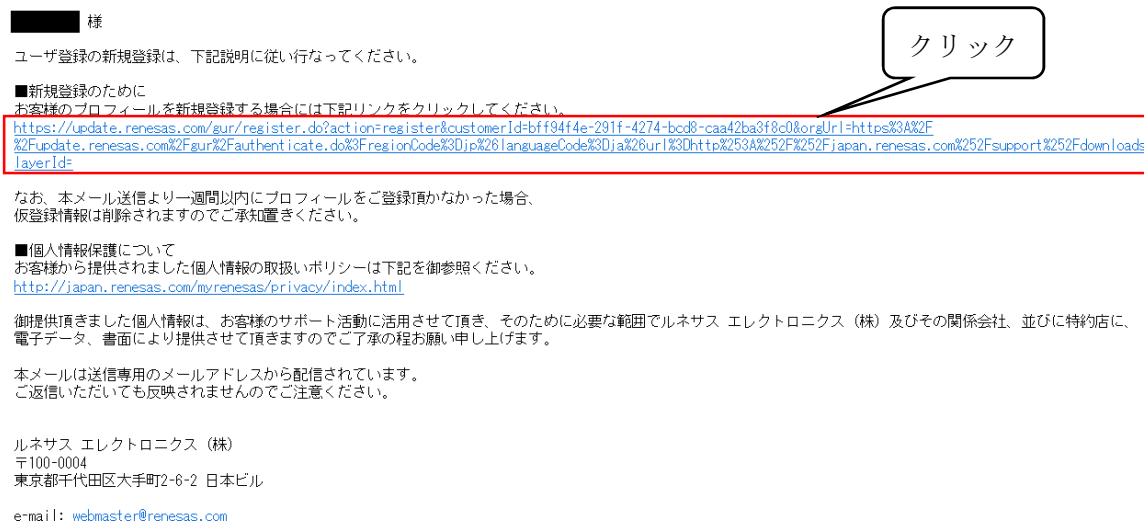 様
クリック
ユーザ登録の新規登録は、下記説明に従い行なってください。
■新規登録のために
お客様のプロフィールを新規登録する場合には下記リンクをクリックしてください。
https://update.renesas.com/gur/register.do?action=register&customerId=bff94f4e-291f-4274-bcd8-caa42ba3f8c0&orgUrl=https%3A%2F
%2Fupdate.renesas.com%2Fgur%2Fauthenticate.do%3FregionCode%3Djp%26languageCode%3Dja%26url%3Dhttp%253A%252F%252Fjapan.renesas.com%252Fsupport%252Fdownloads
layerId=
なお、本メール送信より一週間以内にプロフィールをご登録頂かなかった場合、
仮登録情報は削除されますのでご承知置きください。
■個人情報保護について
お客様から提供されました個人情報の取扱いポリシーは下記を御参照ください。
http://japan.renesas.com/myrenesas/privacy/index.html
御提供頂きました個人情報は、お客様のサポート活動に活用させて頂き、そのために必要な範囲でルネサス エレクトロニクス（株）及びその関係会社、並びに特約店に、
電子データ、書面により提供させて頂きますのでご了承の程お願い申し上げます。
本メールは送信専用のメールアドレスから配信されています。
ご返信いただいても反映されませんのでご注意ください。
ルネサス エレクトロニクス（株）
〒100-0004
東京都千代田区大手町2-6-2 日本ビル
e-mail: webmaster@renesas.com